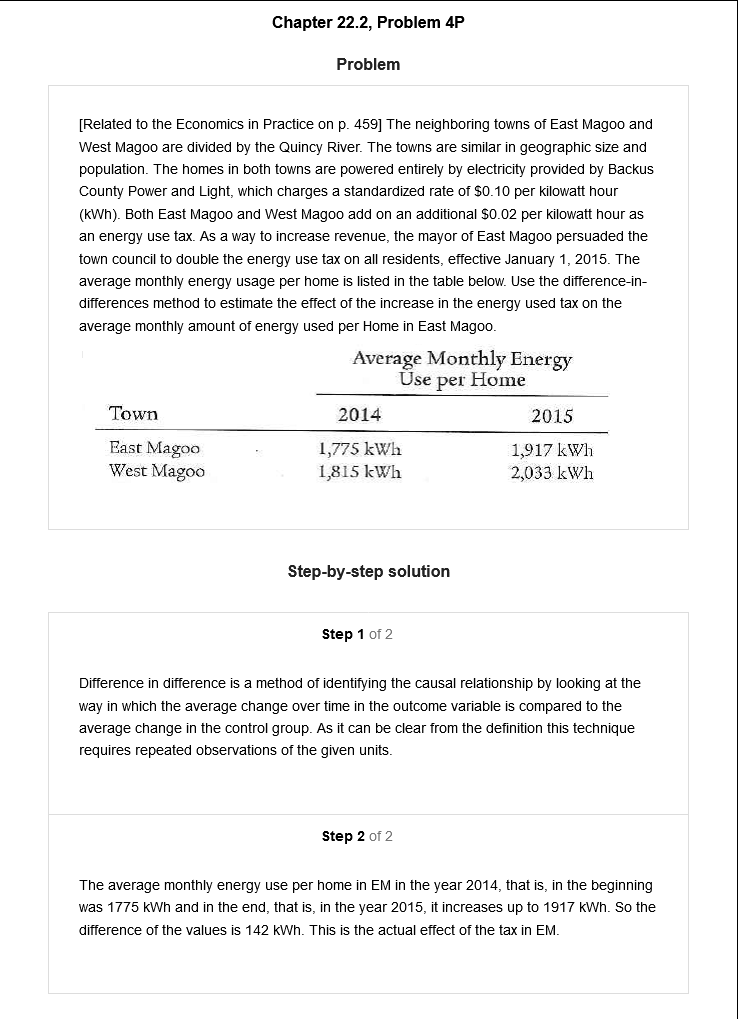 Chapter 22.2, Problem 4P
Problem
[Related to the Economics in Practice on p. 459] The neighboring towns of East Magoo and
West Magoo are divided by the Quincy River. The towns are similar in geographic size and
population. The homes in both towns are powered entirely by electricity provided by Backus
County Power and Light, which charges a standardized rate of $0.10 per kilowatt hour
(kWh). Both East Magoo and West Magoo add on an additional $0.02 per kilowatt hour as
an energy use tax. As a way to increase revenue, the mayor of East Magoo persuaded the
town council to double the energy use tax on all residents, effective January 1, 2015. The
average monthly energy usage per home is listed in the table below. Use the difference-in-
differences method to estimate the effect of the increase in the energy used tax on the
average monthly amount of energy used per Home in East Magoo.
Average Monthly Energy
Use per Home
Town 2014 2015
East Magoo 1,775 kWh 1,917 kWh
West Magoo 1,815 kWh 2,033 kWh
Step-by-step solution
Step 1 of 2
Difference in difference is a method of identifying the causal relationship by looking at the
way in which the average change over time in the outcome variable is compared to the
average change in the control group. As it can be clear from the definition this technique
requires repeated observations of the given units.
Step 2 of 2
The average monthly energy use per home in EM in the year 2014, that is, in the beginning
was 1775 kWh and in the end, that is, in the year 2015, it increases up to 1917 kWh. So the
difference of the values is 142 kWh. This is the actual effect of the tax in EM.